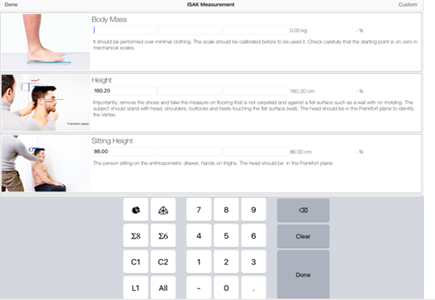 Done ISAK Measurement Custom
Body Mass
0.00 kg - %
It should be performed over minimal clothing. The scale should be calibrated before to be used it. Check carefully that the starting point is on zero in
mechanical scales.
Height
160.20 160.20 cm - %
Importantly, remove the shoes and take the measure on flooring that is not carpeted and against a flat surface such as a wall with no molding. The
subject should stand with head, shoulders, buttocks and heels touching the flat surface (wall). The head should be in the Frankfort plane to identify
the Vertex.
Frankfort plane
Sitting Height
86.00 86.00 cm - %
The person sitting on the anthropometric drawer, hands on thighs. The head should be in the Frankfort plane.
7 8 9
Σ8 Σ6 4 5 6 Clear
C1 C2 1 2 3
L1 All - 0 . Done